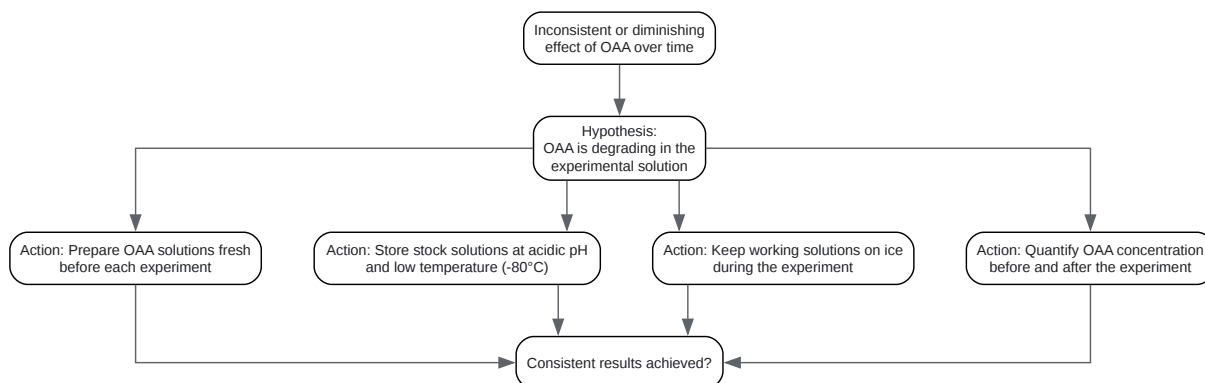 Inconsistent or diminishing
effect of OAA over time
Hypothesis:
OAA is degrading in the
experimental solution
Action: Prepare OAA solutions fresh
before each experiment
Action: Store stock solutions at acidic pH
and low temperature (-80°C)
Action: Keep working solutions on ice
during the experiment
Action: Quantify OAA concentration
before and after the experiment
Consistent results achieved?